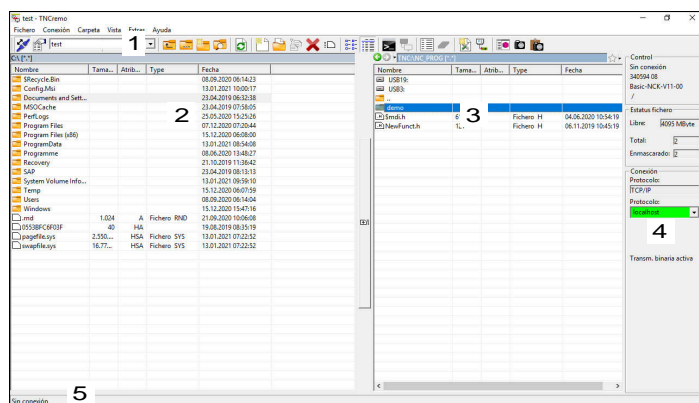 test - TNCremo
Fichero Conexión Carpeta Vista Extras Ayuda
test
1
C:\ [*.*]
Nombre Tama... Atrib... Type Fecha
$Recycle.Bin 08.09.2020 06:14:23
Config.Msi 13.01.2021 10:00:17
Documents and Sett... 23.04.2019 06:32:38
MSOCache 23.04.2019 07:58:05
PerfLogs 25.05.2020 15:25:26
Program Files 07.12.2020 07:20:44
Program Files (x86) 15.12.2020 06:08:00
ProgramData 13.01.2021 08:54:08
Programme 08.06.2020 13:48:27
Recovery 21.10.2019 11:36:42
SAP 23.04.2019 08:13:13
System Volume Info... 13.01.2021 09:59:10
Temp 15.12.2020 06:07:59
Users 08.09.2020 06:14:04
Windows 15.12.2020 15:47:16
.rnd 1.024 A Fichero RND 21.09.2020 10:06:08
0553BFC6F03F 40 HA 19.08.2019 08:35:19
pagefile.sys 2.550.... HSA Fichero SYS 13.01.2021 07:22:52
swapfile.sys 16.77... HSA Fichero SYS 13.01.2021 07:22:52
2
TNC:\NC_PROG [*.*]
Nombre Tama... Atrib... Type Fecha
USB19:
USB3:
..
demo
$mdi.h Fichero H 04.06.2020 10:54:19
NewFunct.h Fichero H 06.11.2019 10:45:19
3
Control
Sin conexión
340594 08
Basic-NCK-V11-00
/
Estatus fichero
Libre: 4095 MByte
Total: 2
Enmascarado: 2
Conexión
Protocolo:
TCP/IP
Protocolo:
localhost
4
Transm. binaria activa
5
Sin conexión